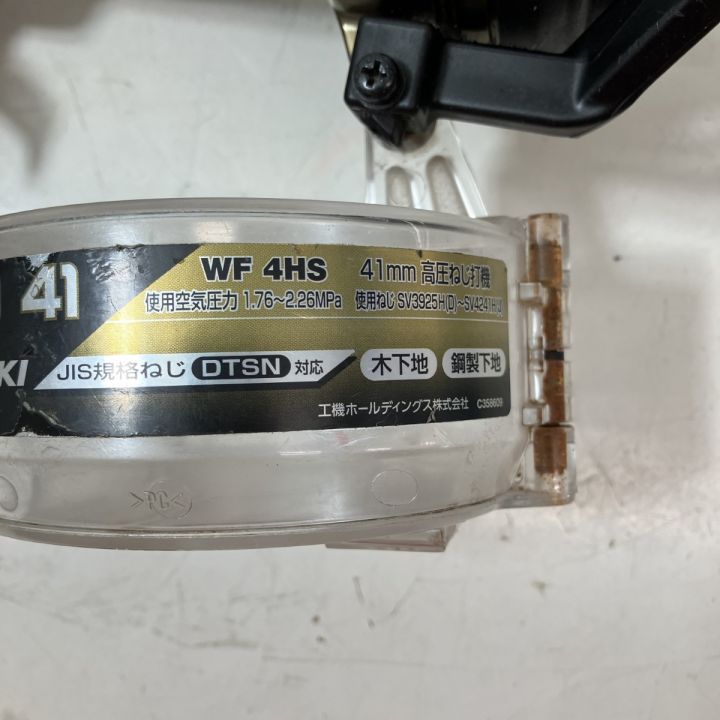 41
WF 4HS 41mm 高圧ねじ打機
使用空気圧力 1.76~2.26MPa 使用ねじ SV3925H(D)~SV4241H(J)
KI JIS規格ねじ DTSN 対応 木下地 鋼製下地
工機ホールディングス株式会社 C358609
>PC<